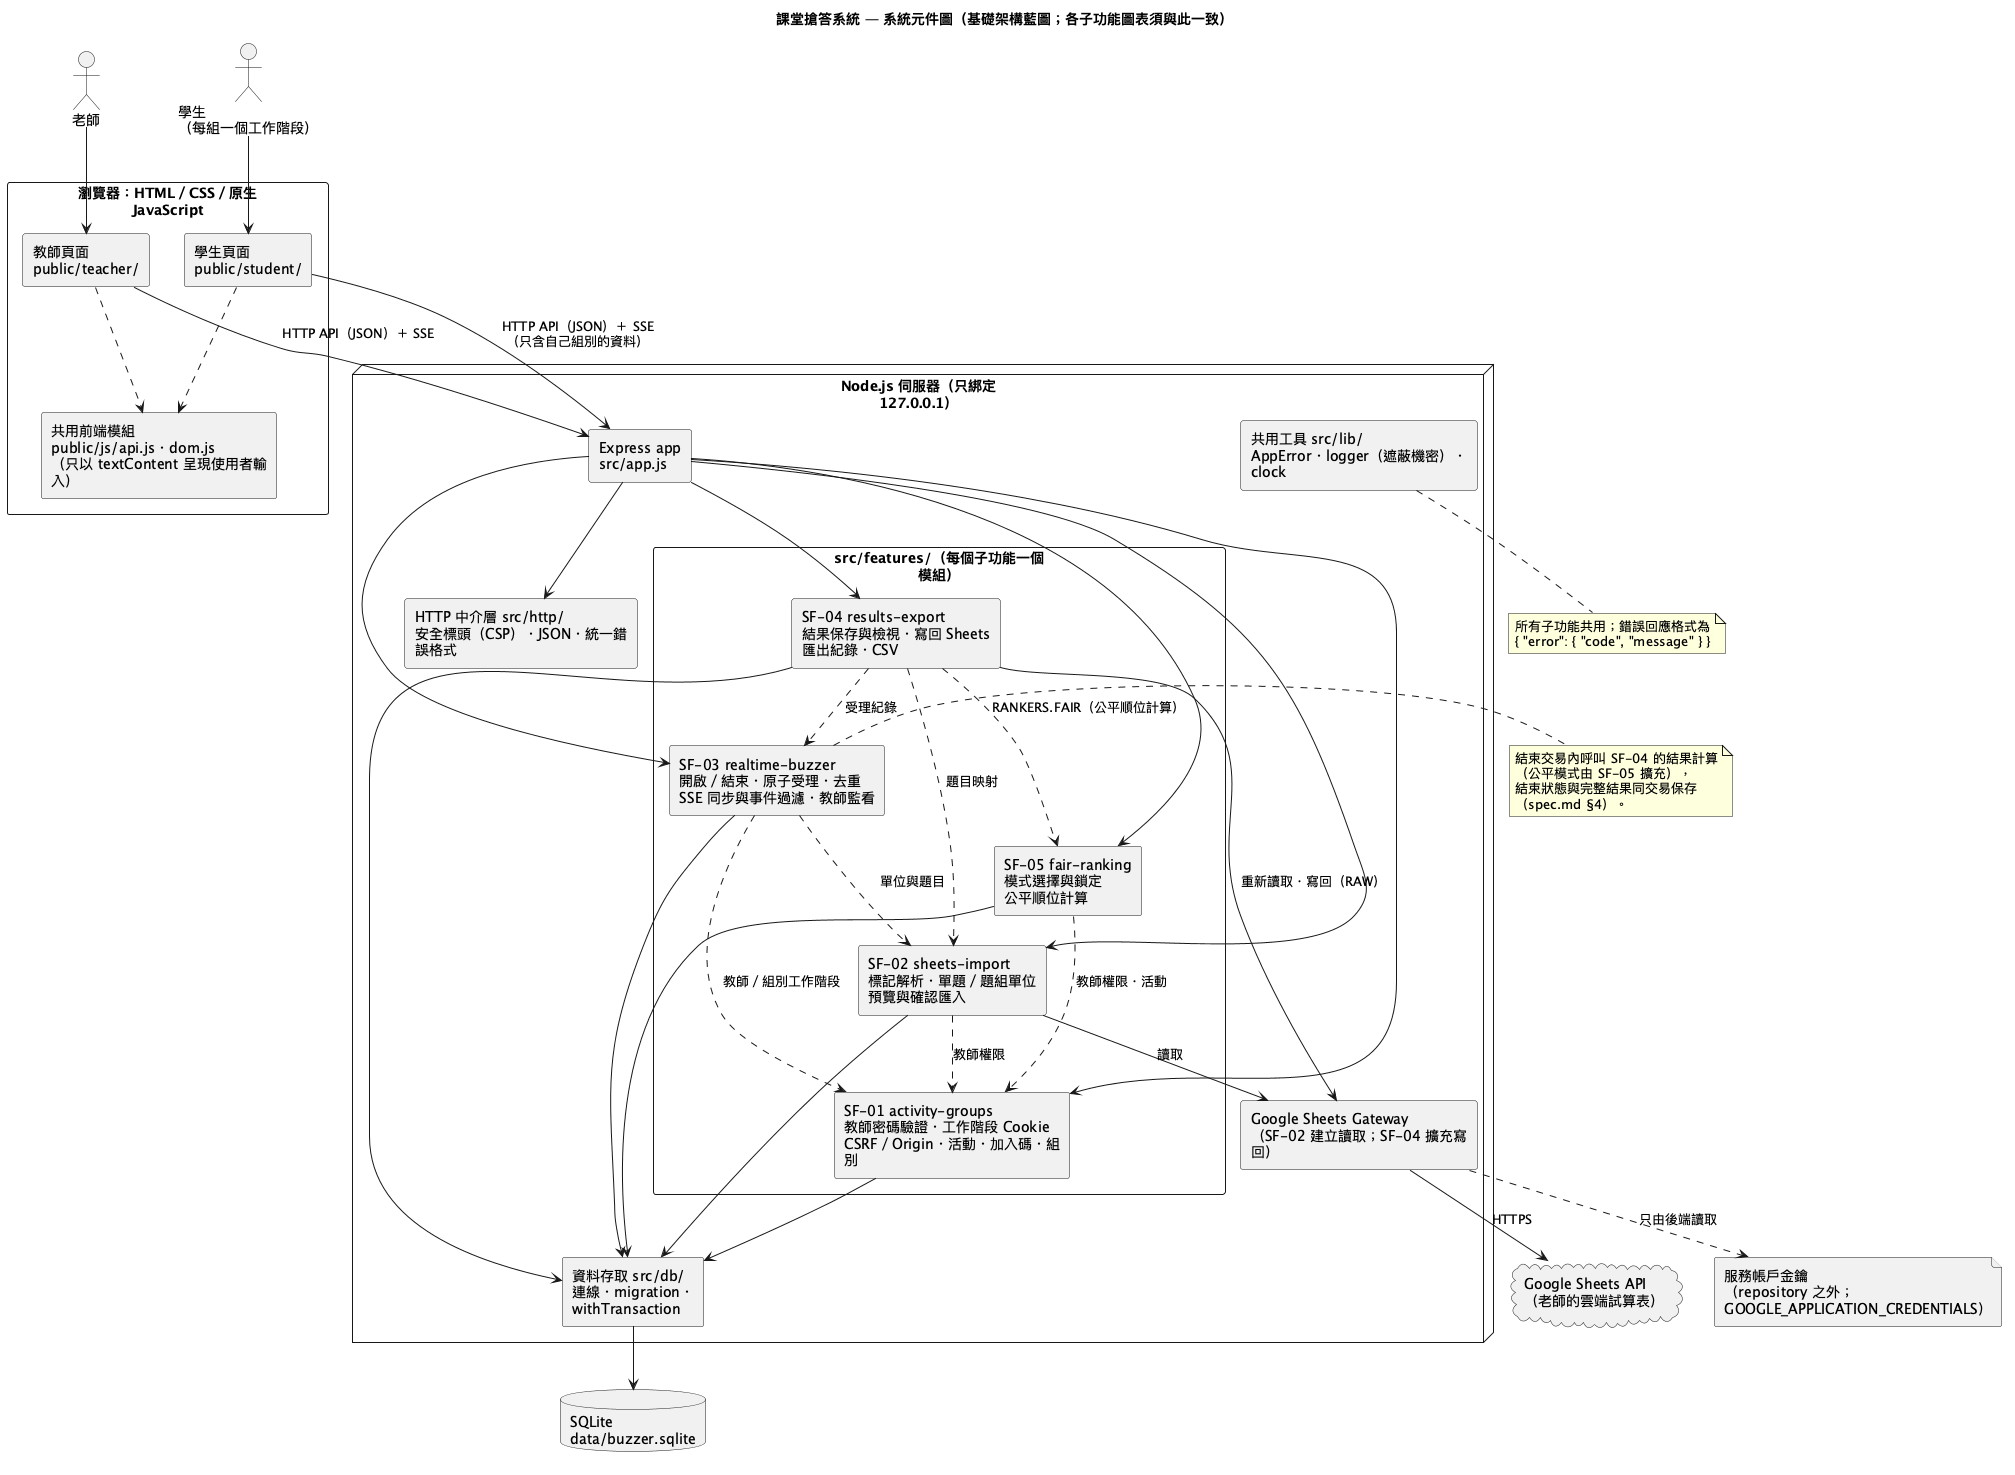 課堂搶答系統 — 系統元件圖（基礎架構藍圖；各子功能圖表須與此一致）
老師
學生
（每組一個工作階段）
瀏覽器：HTML / CSS / 原生
JavaScript
教師頁面
public/teacher/
學生頁面
public/student/
HTTP API（JSON）＋ SSE
HTTP API（JSON）＋ SSE
（只含自己組別的資料）
共用前端模組
public/js/api.js · dom.js
（只以 textContent 呈現使用者輸
入）
Node.js 伺服器（只綁定
127.0.0.1）
Express app
src/app.js
共用工具 src/lib/
AppError · logger（遮蔽機密） ·
clock
src/features/（每個子功能一個
模組）
HTTP 中介層 src/http/
安全標頭（CSP） · JSON · 統一錯
誤格式
SF-04 results-export
結果保存與檢視 · 寫回 Sheets
匯出紀錄 · CSV
所有子功能共用；錯誤回應格式為
{ "error": { "code", "message" } }
受理紀錄
RANKERS.FAIR（公平順位計算）
SF-03 realtime-buzzer
開啟 / 結束 · 原子受理 · 去重
SSE 同步與事件過濾 · 教師監看
題目映射
結束交易內呼叫 SF-04 的結果計算
（公平模式由 SF-05 擴充），
結束狀態與完整結果同交易保存
（spec.md §4）。
SF-05 fair-ranking
模式選擇與鎖定
公平順位計算
單位與題目
重新讀取 · 寫回（RAW）
SF-02 sheets-import
標記解析 · 單題 / 題組單位
預覽與確認匯入
教師 / 組別工作階段
教師權限 · 活動
教師權限
讀取
SF-01 activity-groups
教師密碼驗證 · 工作階段 Cookie
CSRF / Origin · 活動 · 加入碼 · 組
別
Google Sheets Gateway
（SF-02 建立讀取；SF-04 擴充寫
回）
HTTPS
只由後端讀取
資料存取 src/db/
連線 · migration ·
withTransaction
Google Sheets API
（老師的雲端試算表）
服務帳戶金鑰
（repository 之外；
GOOGLE_APPLICATION_CREDENTIALS）
SQLite
data/buzzer.sqlite